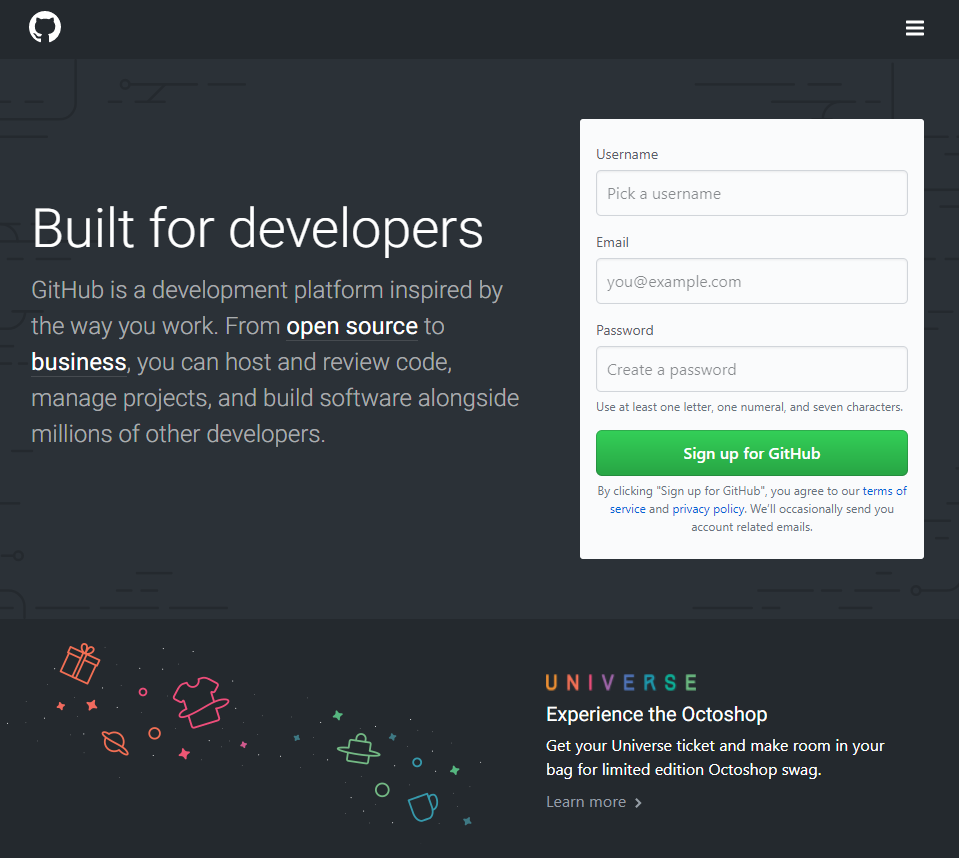 Built for developers
GitHub is a development platform inspired by
the way you work. From open source to
business, you can host and review code,
manage projects, and build software alongside
millions of other developers.
Username
Pick a username
Email
you@example.com
Password
Create a password
Use at least one letter, one numeral, and seven characters.
Sign up for GitHub
By clicking "Sign up for GitHub", you agree to our terms of
service and privacy policy. We'll occasionally send you
account related emails.
UNIVERSE
Experience the Octoshop
Get your Universe ticket and make room in your
bag for limited edition Octoshop swag.
Learn more